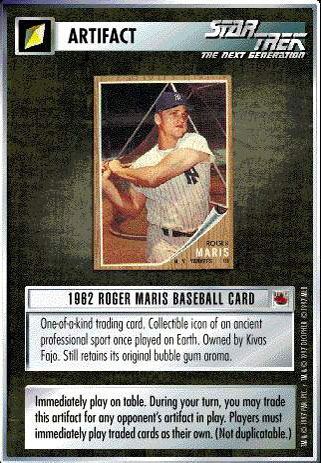 ARTIFACT
STAR TREK
THE NEXT GENERATION
NY
ROGER
MARIS
N. Y. YANKEES OF
1962 ROGER MARIS BASEBALL CARD
One-of-a-kind trading card. Collectible icon of an ancient
professional sport once played on Earth. Owned by Kivas
Fajo. Still retains its original bubble gum aroma.
Immediately play on table. During your turn, you may trade
this artifact for any opponent's artifact in play. Players must
immediately play traded cards as their own. (Not duplicatable.)